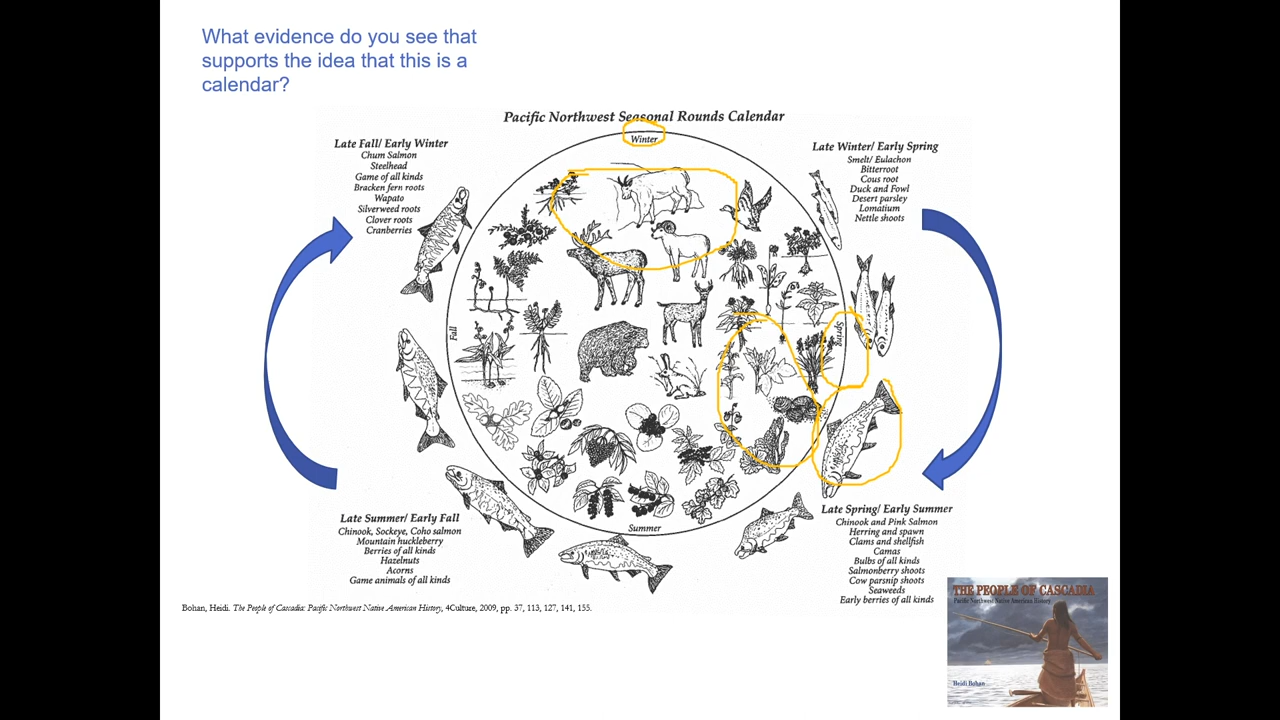 What evidence do you see that
supports the idea that this is a
calendar?
Pacific Northwest Seasonal Rounds Calendar
Winter
Late Fall/ Early Winter
Chum Salmon
Steelhead
Game of all kinds
Bracken fern roots
Wapato
Silverweed roots
Clover roots
Cranberries
Late Winter/ Early Spring
Smelt/ Eulachon
Bitterroot
Cous root
Duck and Fowl
Desert parsley
Lomatium
Nettle shoots
Fall
Spring
Summer
Late Summer/ Early Fall
Chinook, Sockeye, Coho salmon
Mountain huckleberry
Berries of all kinds
Hazelnuts
Acorns
Game animals of all kinds
Late Spring/ Early Summer
Chinook and Pink Salmon
Herring and spawn
Clams and shellfish
Camas
Bulbs of all kinds
Salmonberry shoots
Cow parsnip shoots
Seaweeds
Early berries of all kinds
Bohan, Heidi. The People of Cascadia: Pacific Northwest Native American History, 4Culture, 2009, pp. 37, 113, 127, 141, 155.
THE PEOPLE OF CASCADIA
Pacific Northwest Native American History
Heidi Bohan